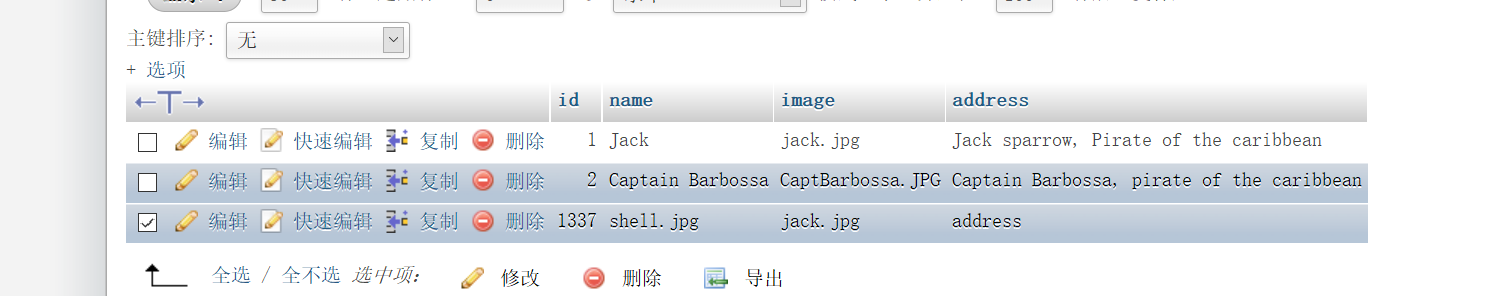 主键排序: 无
+ 选项
←T→ id name image address
编辑 快速编辑 复制 删除 1 Jack jack.jpg Jack sparrow, Pirate of the caribbean
编辑 快速编辑 复制 删除 2 Captain Barbossa CaptBarbossa.JPG Captain Barbossa, pirate of the caribbean
编辑 快速编辑 复制 删除 1337 shell.jpg jack.jpg address
全选 / 全不选 选中项: 修改 删除 导出